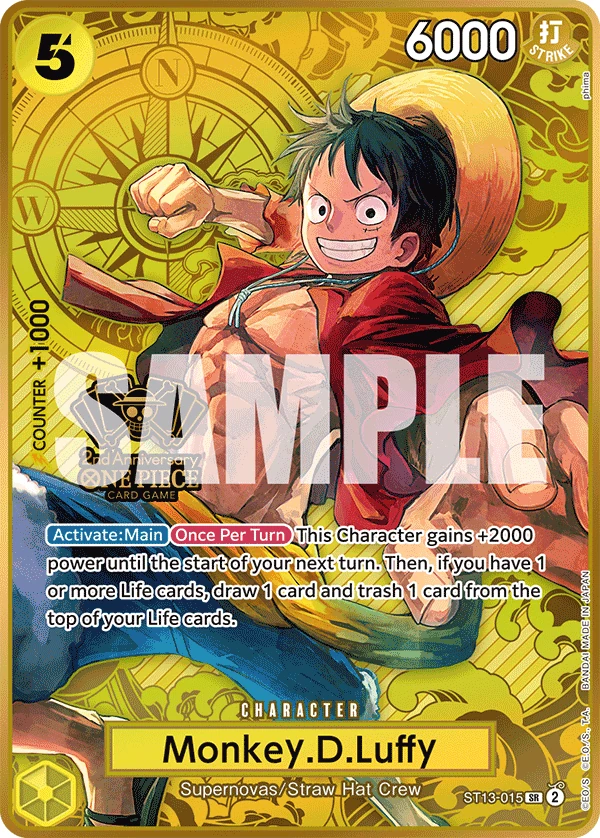 5
6000
打
STRIKE
phima
N
W
COUNTER +1000
SAMPLE
2nd Anniversary
ONE PIECE
CARD GAME
Activate:Main Once Per Turn This Character gains +2000
power until the start of your next turn. Then, if you have 1
or more Life cards, draw 1 card and trash 1 card from the
top of your Life cards.
CHARACTER
Monkey.D.Luffy
Supernovas/Straw Hat Crew
ST13-015 SR 2
©E.O/S. ©E.O/S., T.A. BANDAI MADE IN JAPAN